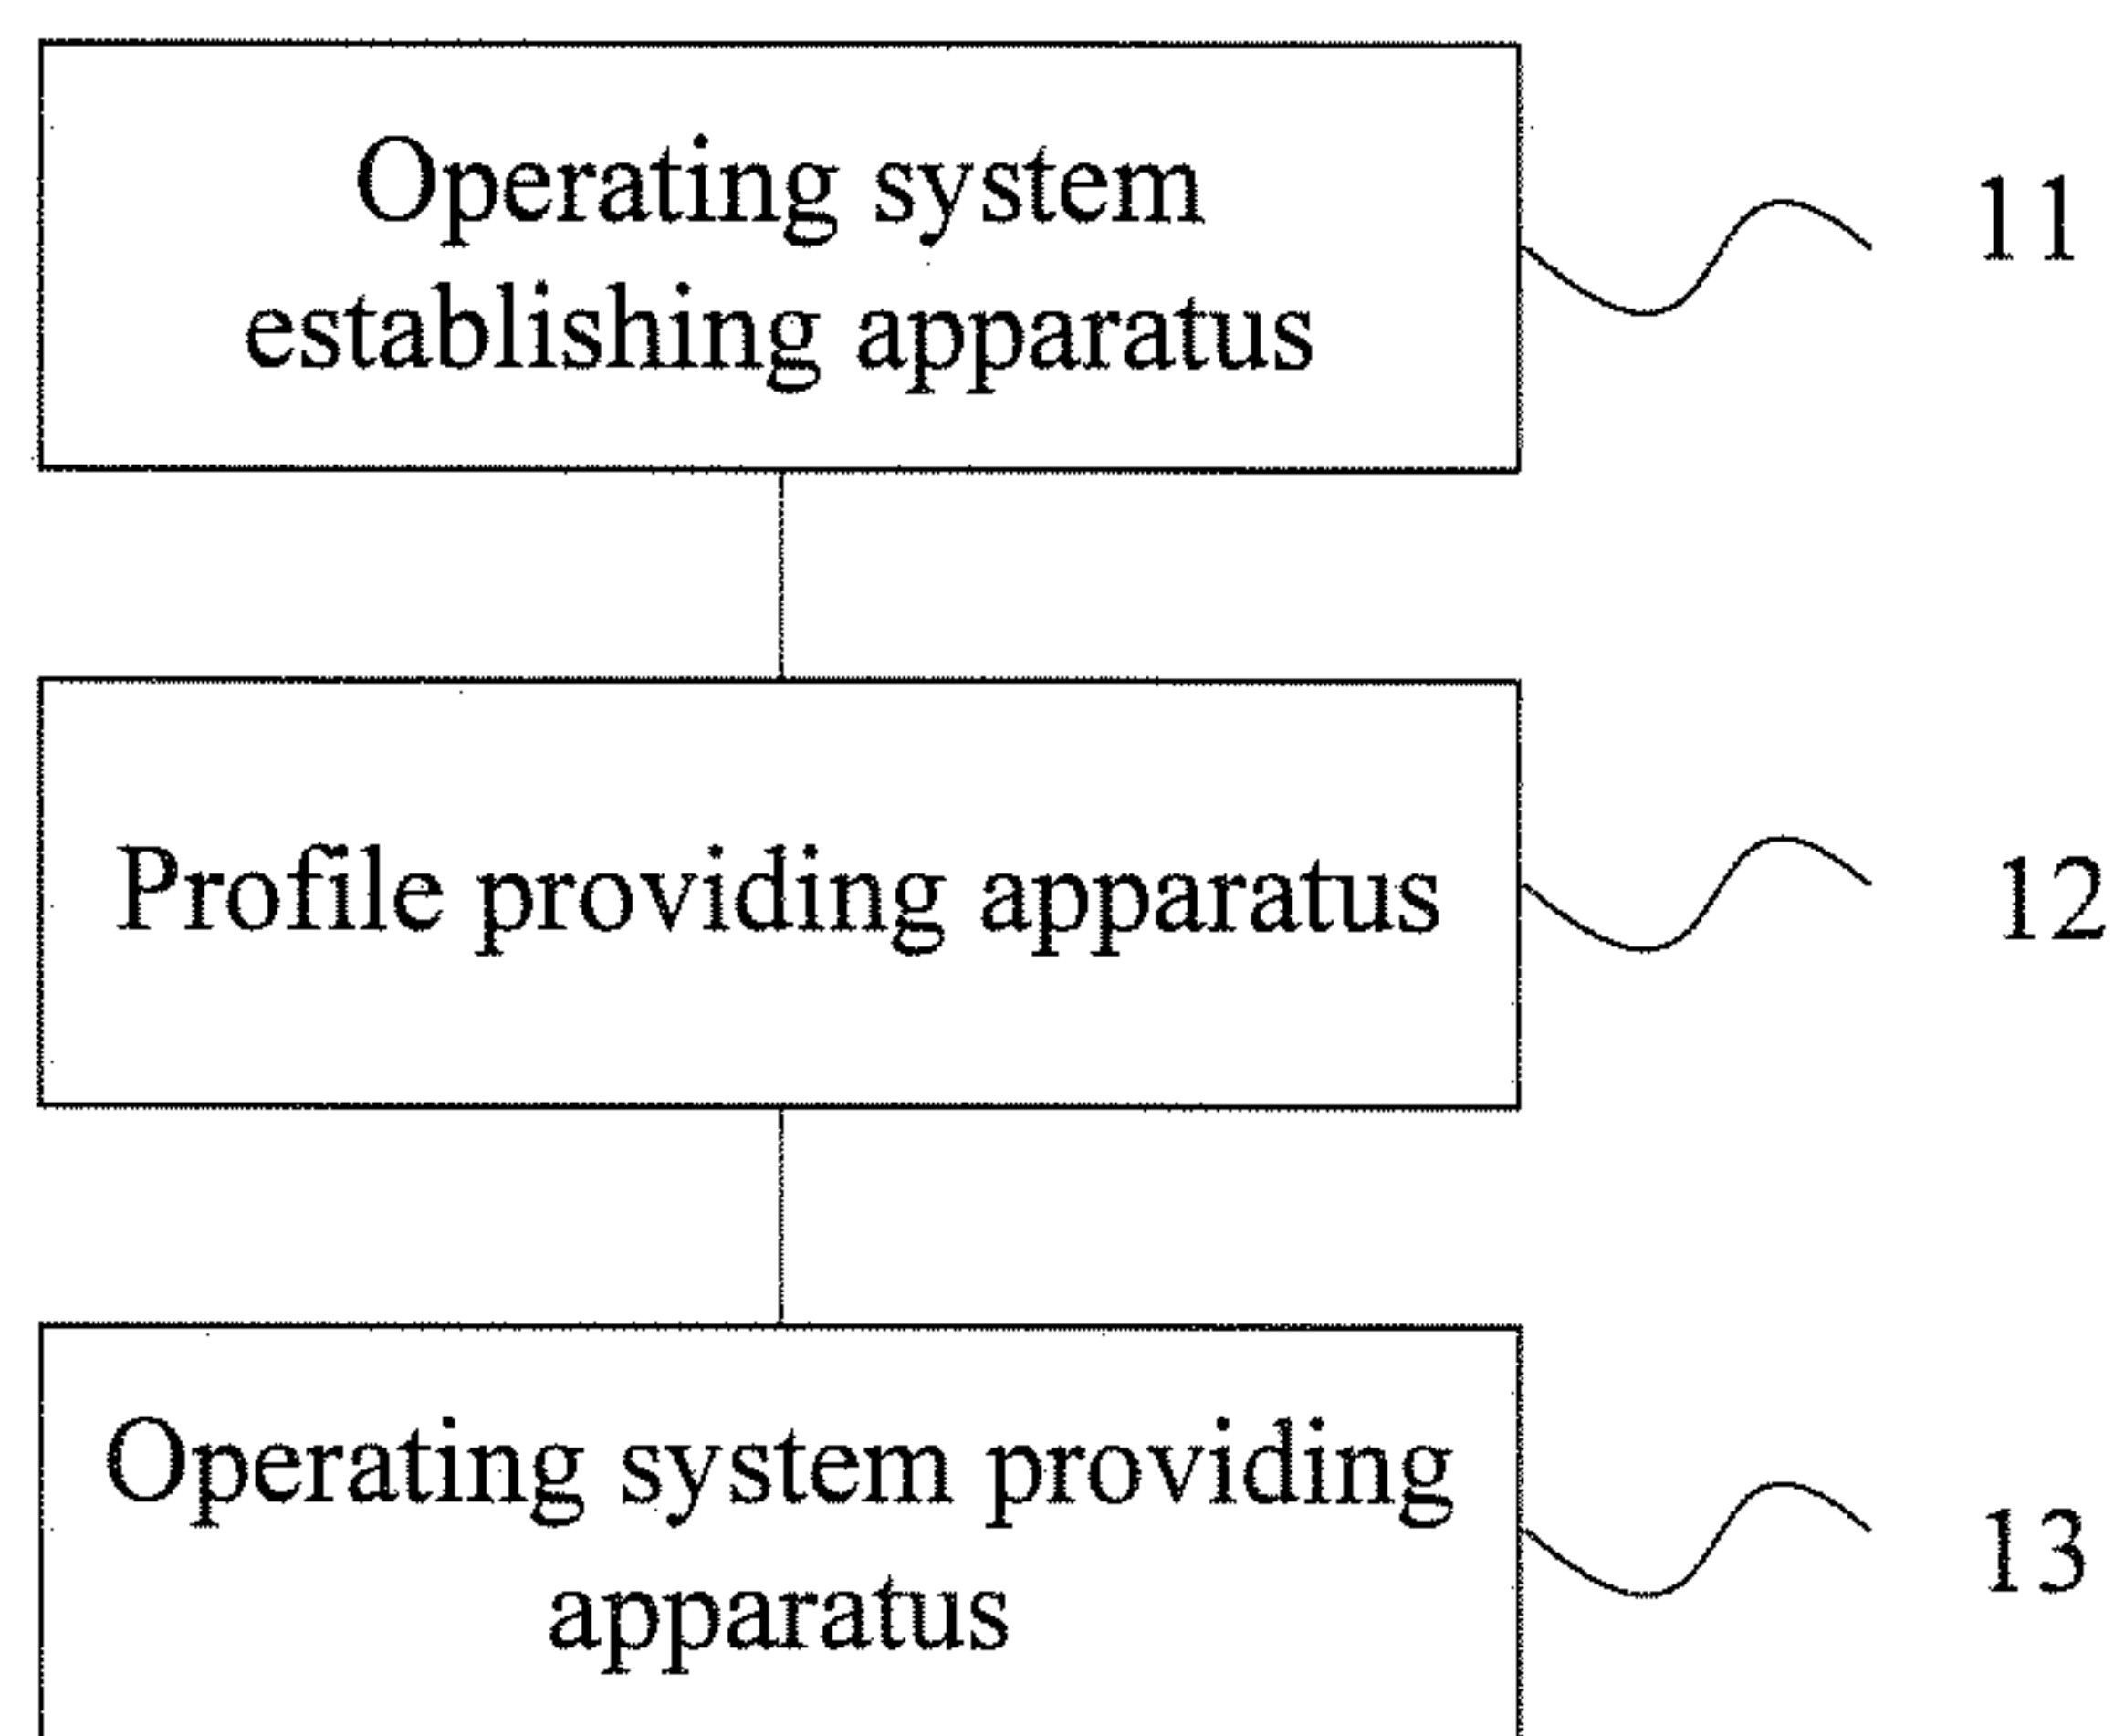 Operating system
establishing apparatus
11
Profile providing apparatus
12
Operating system providing
apparatus
13